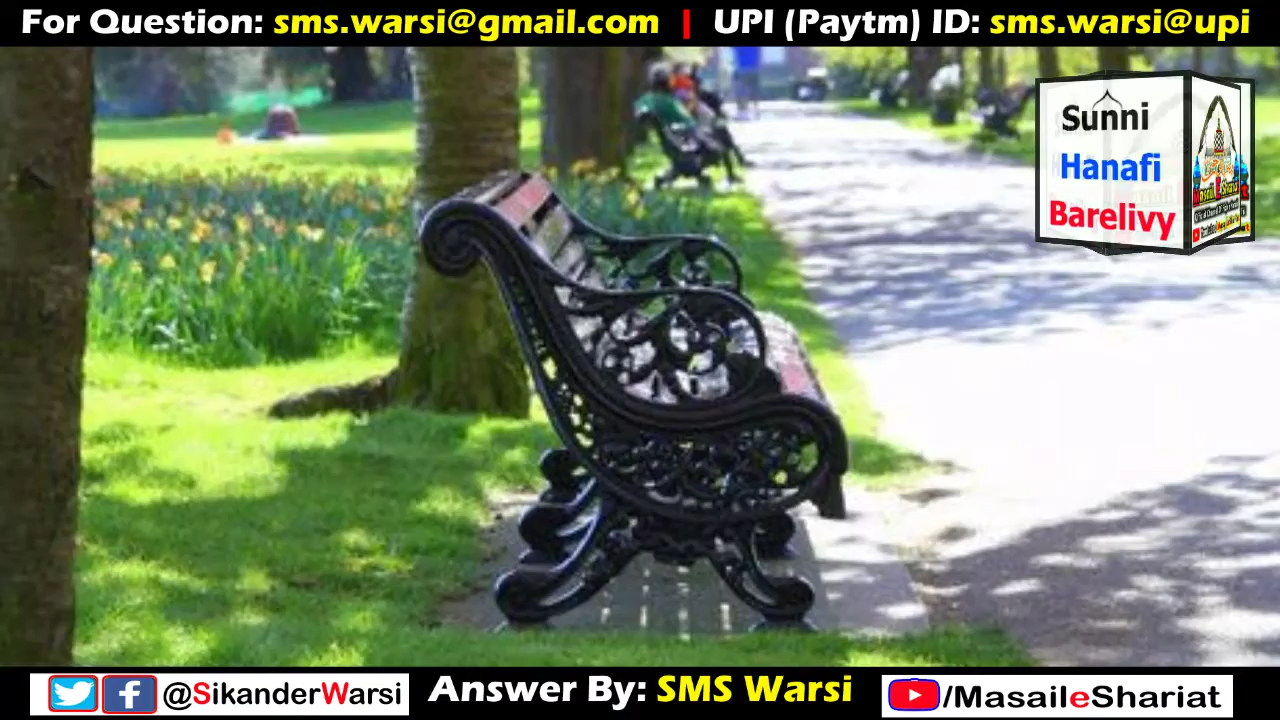 For Question: sms.warsi@gmail.com | UPI (Paytm) ID: sms.warsi@upi
Sunni
Hanafi
Barelivy
@SikanderWarsi
Answer By: SMS Warsi
/MasaileShariat